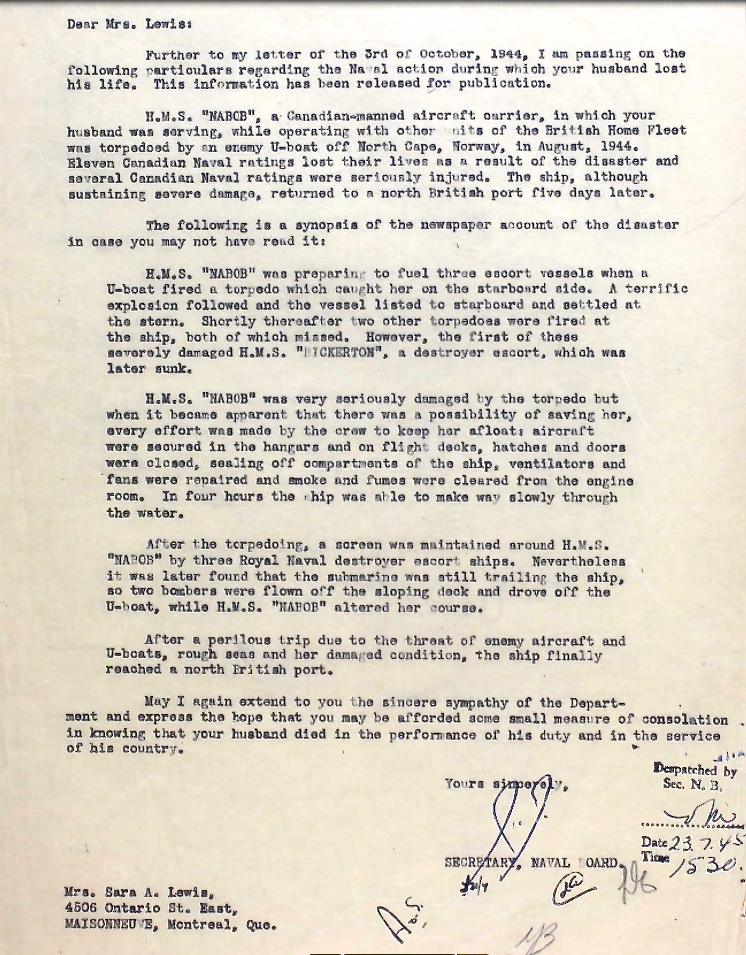 Dear Mrs. Lewis:
Further to my letter of the 3rd of October, 1944, I am passing on the
following particulars regarding the Naval action during which your husband lost
his life. This information has been released for publication.
H.M.S. "NABOB", a Canadian-manned aircraft carrier, in which your
husband was serving, while operating with other units of the British Home Fleet
was torpedoed by an enemy U-boat off North Cape, Norway, in August, 1944.
Eleven Canadian Naval ratings lost their lives as a result of the disaster and
several Canadian Naval ratings were seriously injured. The ship, although
sustaining severe damage, returned to a north British port five days later.
The following is a synopsis of the newspaper account of the disaster
in case you may not have read it:
H.M.S. "NABOB" was preparing to fuel three escort vessels when a
U-boat fired a torpedo which caught her on the starboard side. A terrific
explosion followed and the vessel listed to starboard and settled at
the stern. Shortly thereafter two other torpedoes were fired at
the ship, both of which missed. However, the first of these
severely damaged H.M.S. "BICKERTON", a destroyer escort, which was
later sunk.
H.M.S. "NABOB" was very seriously damaged by the torpedo but
when it became apparent that there was a possibility of saving her,
every effort was made by the crew to keep her afloat; aircraft
were secured in the hangars and on flight decks, hatches and doors
were closed, sealing off compartments of the ship, ventilators and
fans were repaired and smoke and fumes were cleared from the engine
room. In four hours the ship was able to make way slowly through
the water.
After the torpedoing, a screen was maintained around H.M.S.
"NABOB" by three Royal Naval destroyer escort ships. Nevertheless
it was later found that the submarine was still trailing the ship,
so two bombers were flown off the sloping deck and drove off the
U-boat, while H.M.S. "NABOB" altered her course.
After a perilous trip due to the threat of enemy aircraft and
U-boats, rough seas and her damaged condition, the ship finally
reached a north British port.
May I again extend to you the sincere sympathy of the Depart-
ment and express the hope that you may be afforded some small measure of consolation
in knowing that your husband died in the performance of his duty and in the service
of his country.
Yours sincerely,
Despatched by
Sec. N. B.
Date 23.7.45
Time 1530.
SECRETARY, NAVAL BOARD.
Mrs. Sara A. Lewis,
4506 Ontario St. East,
MAISONNEUVE, Montreal, Que.